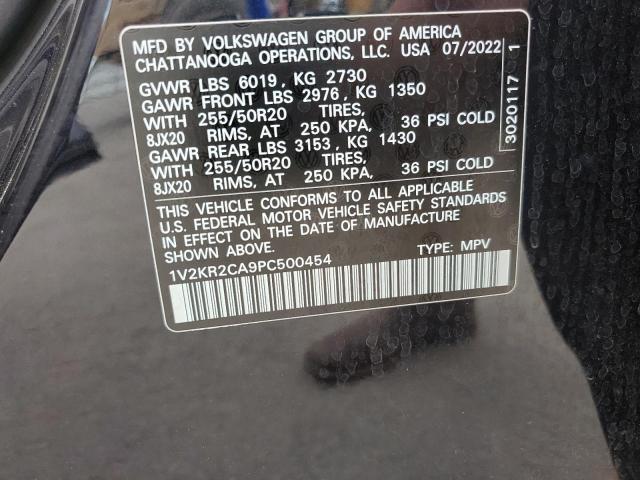 MFD BY VOLKSWAGEN GROUP OF AMERICA
CHATTANOOGA OPERATIONS, LLC. USA 07/2022
GVWR LBS 6019, KG 2730
GAWR FRONT LBS 2976, KG 1350
WITH 255/50R20 TIRES,
8JX20 RIMS, AT 250 KPA, 36 PSI COLD
GAWR REAR LBS 3153, KG 1430
WITH 255/50R20 TIRES,
8JX20 RIMS, AT 250 KPA, 36 PSI COLD
THIS VEHICLE CONFORMS TO ALL APPLICABLE
U.S. FEDERAL MOTOR VEHICLE SAFETY STANDARDS
IN EFFECT ON THE DATE OF MANUFACTURE
SHOWN ABOVE.
1V2KR2CA9PC500454 TYPE: MPV
3020117 1